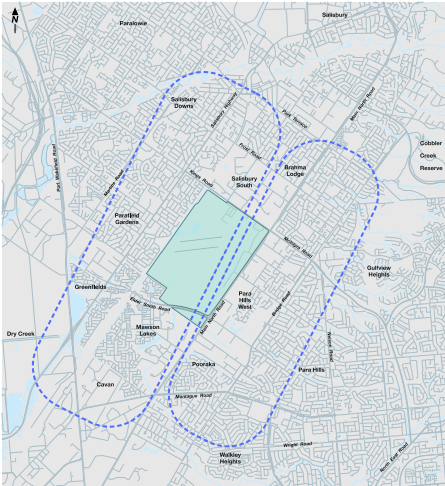 N
Paralowie
Salisbury
Salisbury
Downs
Salisbury Highway
Main North Road
Park Terrace
Port Wakefield Road
Frost Road
Gobbler
Creek
Reserve
Brahma
Lodge
Kings Road
Salisbury
South
Martins Road
Parafield
Gardens
McIntyre Road
Gulfview
Heights
Greenfields
Elder Smith Road
Para
Hills
West
Bridge Road
Main North Road
Mawson
Lakes
Dry Creek
Nelson Road
Pooraka
Para Hills
Cavan
Montague Road
Wright Road
Walkley
Heights
North East Road